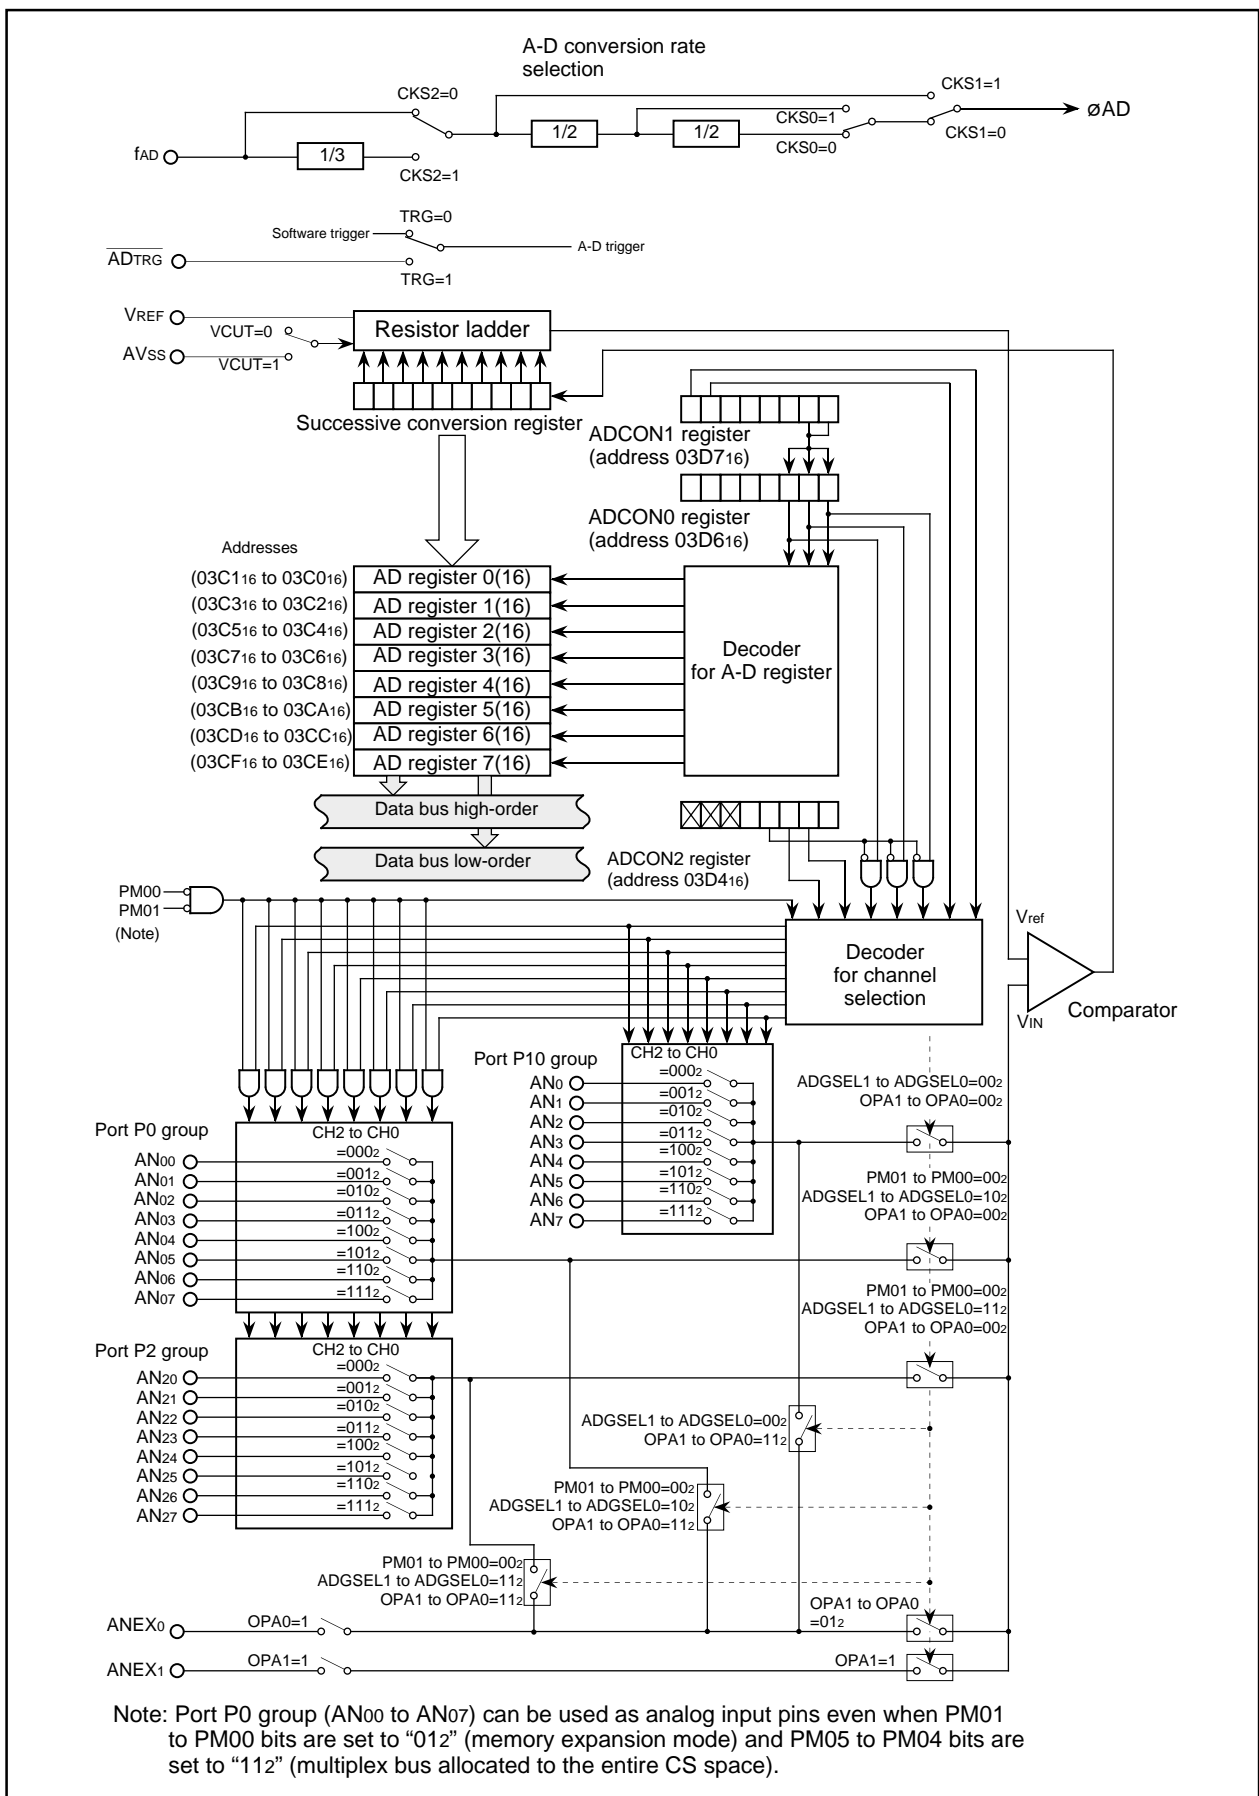 A-D conversion rate
selection
CKS2=0
CKS1=1
CKS0=1
øAD
fAD
1/3
1/2
1/2
CKS0=0
CKS1=0
CKS2=1
TRG=0
Software trigger
A-D trigger
ADTRG
TRG=1
VREF
VCUT=0
Resistor ladder
AVSS
VCUT=1
Successive conversion register
ADCON1 register
(address 03D716)
ADCON0 register
(address 03D616)
Addresses
(03C116 to 03C016) AD register 0(16)
(03C316 to 03C216) AD register 1(16)
(03C516 to 03C416) AD register 2(16)
(03C716 to 03C616) AD register 3(16)
(03C916 to 03C816) AD register 4(16)
(03CB16 to 03CA16) AD register 5(16)
(03CD16 to 03CC16) AD register 6(16)
(03CF16 to 03CE16) AD register 7(16)
Decoder
for A-D register
Data bus high-order
Data bus low-order
ADCON2 register
(address 03D416)
PM00
PM01
(Note)
Decoder
for channel
selection
Vref
VIN
Comparator
Port P10 group
CH2 to CH0
AN0 =0002
AN1 =0012
AN2 =0102
AN3 =0112
AN4 =1002
AN5 =1012
AN6 =1102
AN7 =1112
ADGSEL1 to ADGSEL0=002
OPA1 to OPA0=002
PM01 to PM00=002
ADGSEL1 to ADGSEL0=102
OPA1 to OPA0=002
PM01 to PM00=002
ADGSEL1 to ADGSEL0=112
OPA1 to OPA0=002
Port P0 group
CH2 to CH0
AN00 =0002
AN01 =0012
AN02 =0102
AN03 =0112
AN04 =1002
AN05 =1012
AN06 =1102
AN07 =1112
Port P2 group
CH2 to CH0
AN20 =0002
AN21 =0012
AN22 =0102
AN23 =0112
AN24 =1002
AN25 =1012
AN26 =1102
AN27 =1112
ADGSEL1 to ADGSEL0=002
OPA1 to OPA0=112
PM01 to PM00=002
ADGSEL1 to ADGSEL0=102
OPA1 to OPA0=112
PM01 to PM00=002
ADGSEL1 to ADGSEL0=112
OPA1 to OPA0=112
ANEX0
OPA0=1
OPA1 to OPA0
=012
ANEX1
OPA1=1
OPA1=1
Note: Port P0 group (AN00 to AN07) can be used as analog input pins even when PM01
to PM00 bits are set to “012” (memory expansion mode) and PM05 to PM04 bits are
set to “112” (multiplex bus allocated to the entire CS space).